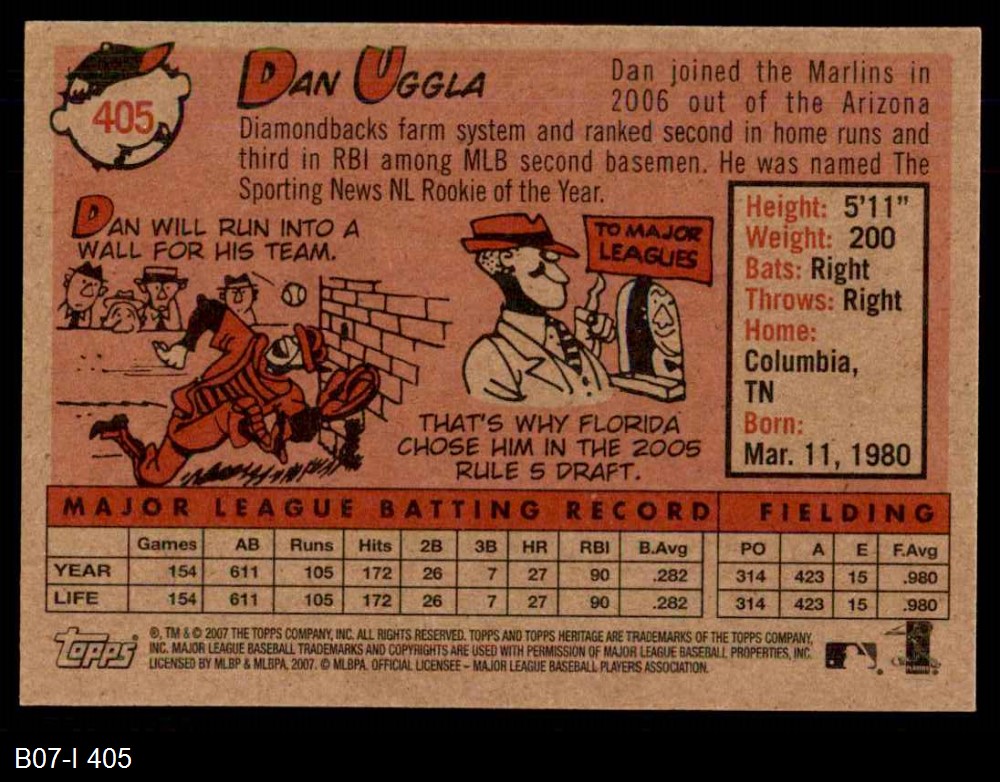 405
DAN UGGLA
Dan joined the Marlins in
2006 out of the Arizona
Diamondbacks farm system and ranked second in home runs and
third in RBI among MLB second basemen. He was named The
Sporting News NL Rookie of the Year.
DAN WILL RUN INTO A
WALL FOR HIS TEAM.
TO MAJOR
LEAGUES
THAT'S WHY FLORIDA
CHOSE HIM IN THE 2005
RULE 5 DRAFT.
Height: 5'11"
Weight: 200
Bats: Right
Throws: Right
Home:
Columbia,
TN
Born:
Mar. 11, 1980
MAJOR LEAGUE BATTING RECORD FIELDING
Games AB Runs Hits 2B 3B HR RBI B.Avg PO A E F.Avg
YEAR 154 611 105 172 26 7 27 90 .282 314 423 15 .980
LIFE 154 611 105 172 26 7 27 90 .282 314 423 15 .980
topps
®, TM & © 2007 THE TOPPS COMPANY, INC. ALL RIGHTS RESERVED. TOPPS AND TOPPS HERITAGE ARE TRADEMARKS OF THE TOPPS COMPANY,
INC. MAJOR LEAGUE BASEBALL TRADEMARKS AND COPYRIGHTS ARE USED WITH PERMISSION OF MAJOR LEAGUE BASEBALL PROPERTIES, INC.
LICENSED BY MLBP & MLBPA, 2007. © MLBPA. OFFICIAL LICENSEE – MAJOR LEAGUE BASEBALL PLAYERS ASSOCIATION.
B07-I 405